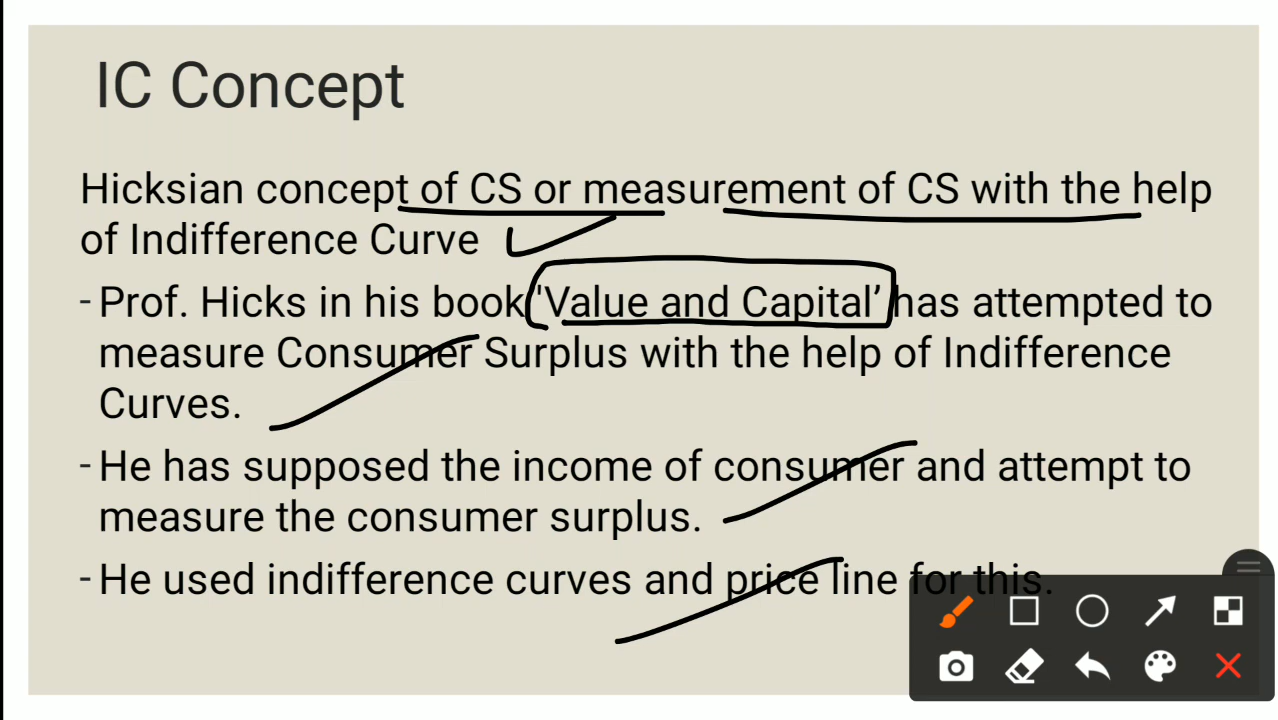 IC Concept
Hicksian concept of CS or measurement of CS with the help
of Indifference Curve
- Prof. Hicks in his book 'Value and Capital’ has attempted to
measure Consumer Surplus with the help of Indifference
Curves.
- He has supposed the income of consumer and attempt to
measure the consumer surplus.
- He used indifference curves and price line for this.